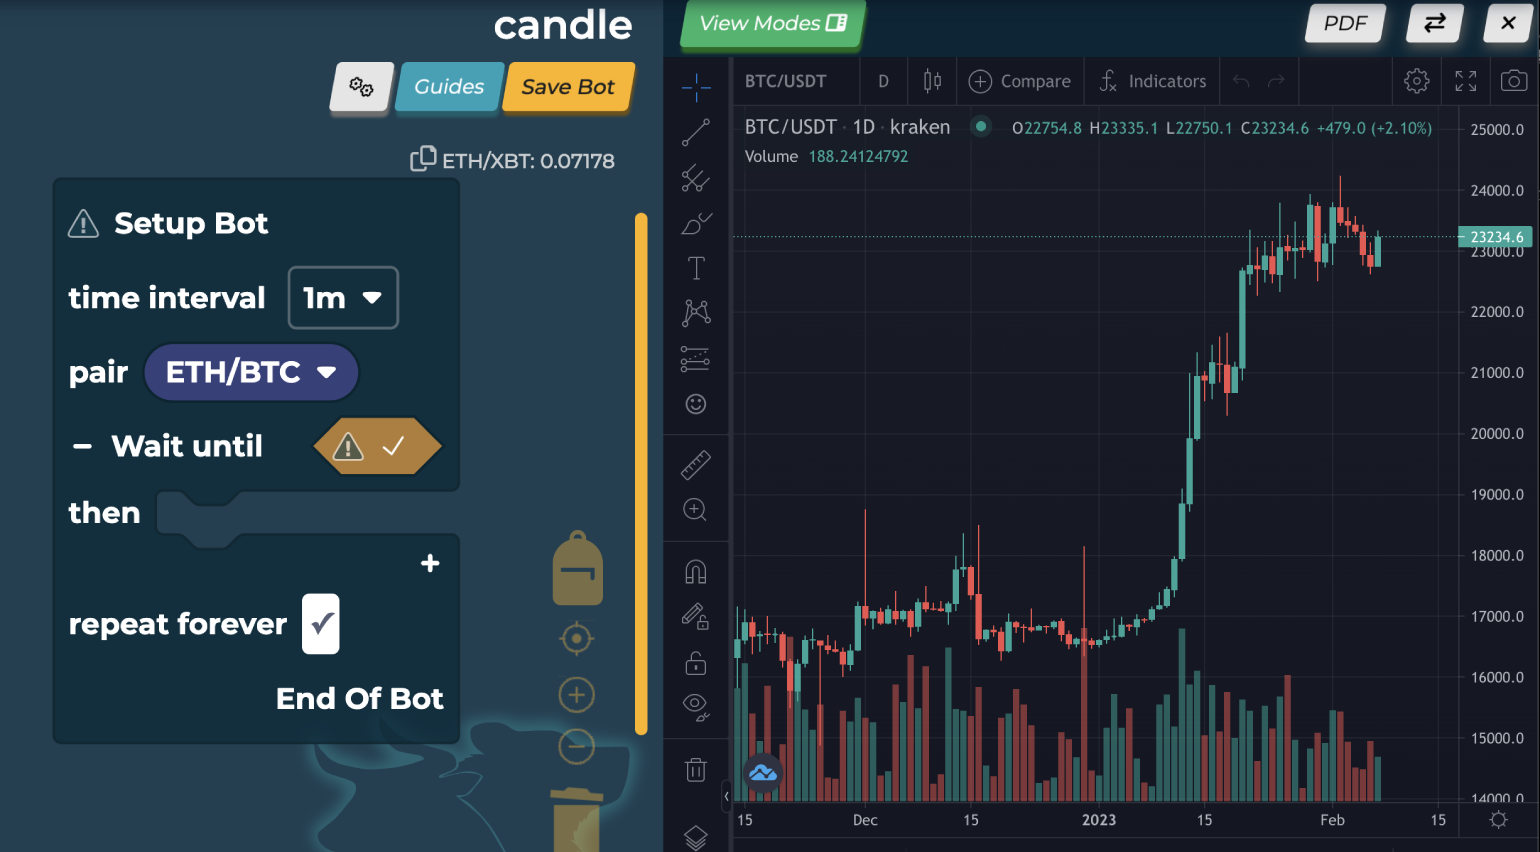 candle
Guides
Save Bot
ETH/XBT: 0.07178
Setup Bot
time interval 1m
pair ETH/BTC
Wait until
then
+
repeat forever
End Of Bot
View Modes
PDF
BTC/USDT D Compare Indicators
BTC/USDT · 1D · kraken O22754.8 H23335.1 L22750.1 C23234.6 +479.0 (+2.10%)
Volume 188.24124792
25000.0
24000.0
23234.6
23000.0
22000.0
21000.0
20000.0
19000.0
18000.0
17000.0
16000.0
15000.0
14000.0
15 Dec 15 2023 15 Feb 15